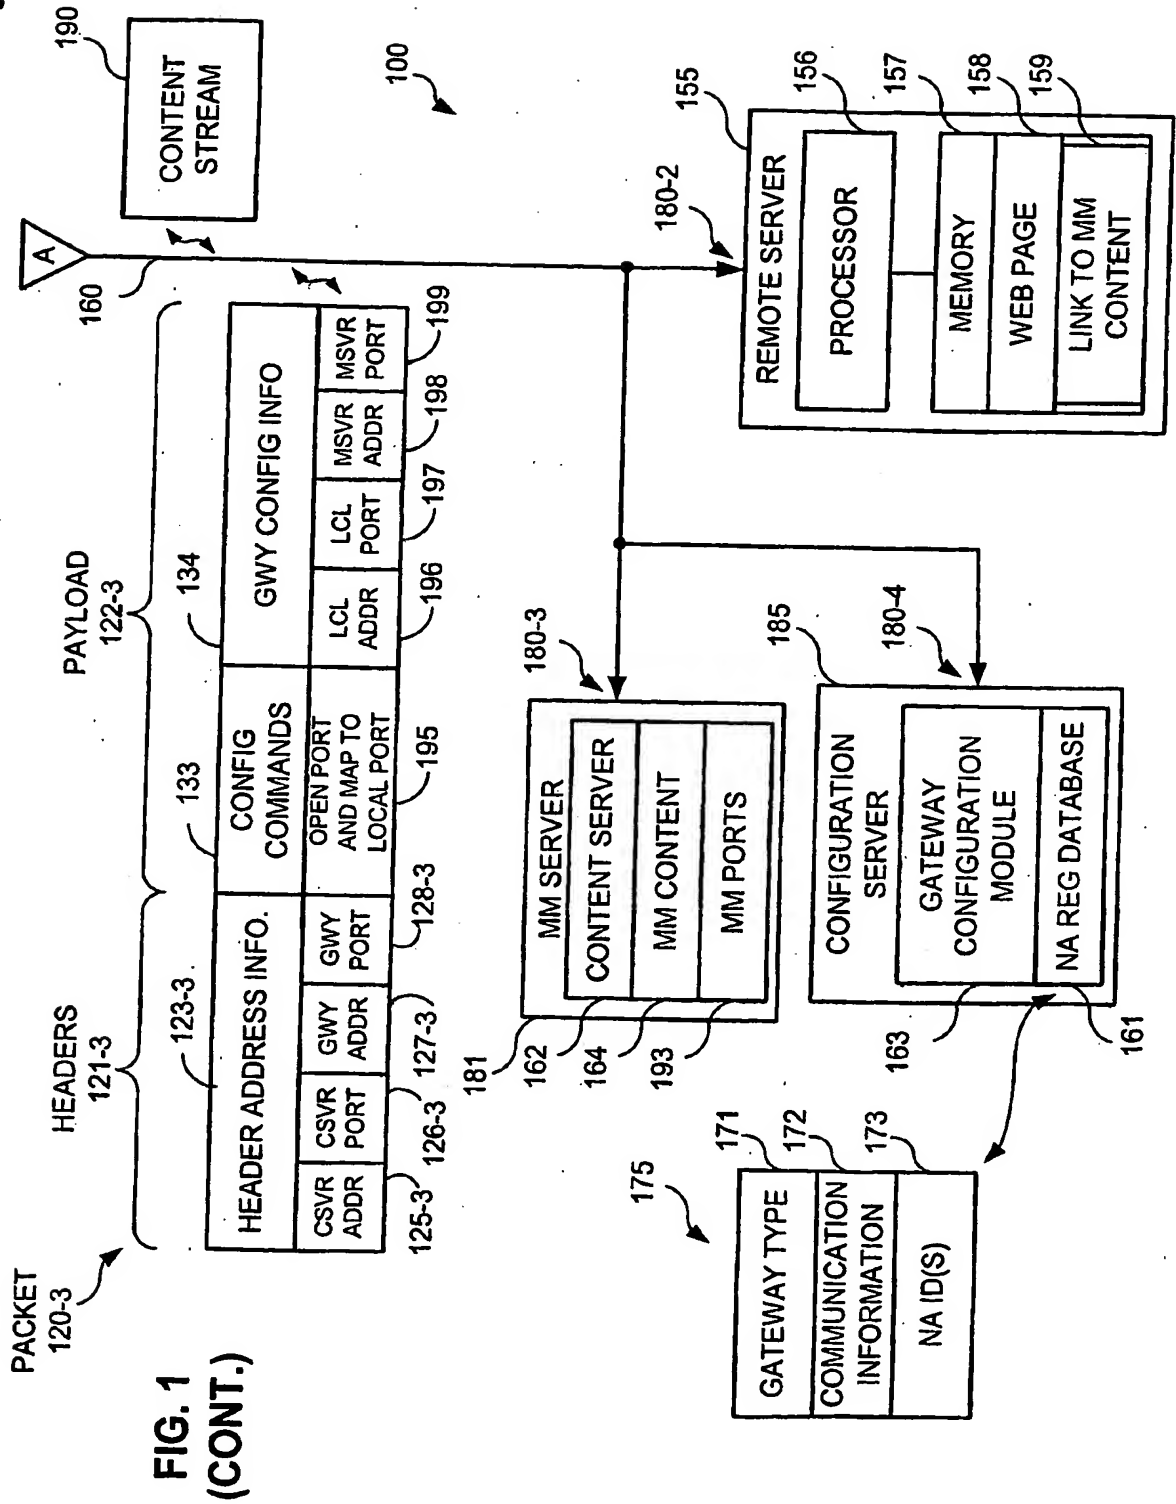 PACKET
120-3
HEADERS
121-3
PAYLOAD
122-3
123-3
133
134
160
A
190
HEADER ADDRESS INFO.
CONFIG
COMMANDS
GWY CONFIG INFO
CONTENT
STREAM
CSVR
ADDR
CSVR
PORT
GWY
ADDR
GWY
PORT
OPEN PORT
AND MAP TO
LOCAL PORT
LCL
ADDR
LCL
PORT
MSVR
ADDR
MSVR
PORT
125-3
126-3
127-3
128-3
195
196
197
198
199
100
181
162
164
193
MM SERVER
CONTENT SERVER
MM CONTENT
MM PORTS
180-3
180-2
155
156
157
158
159
REMOTE SERVER
PROCESSOR
MEMORY
WEB PAGE
LINK TO MM
CONTENT
175
171
172
173
GATEWAY TYPE
COMMUNICATION
INFORMATION
NA ID(S)
185
180-4
CONFIGURATION
SERVER
GATEWAY
CONFIGURATION
MODULE
NA REG DATABASE
163
161
FIG. 1
(CONT.)